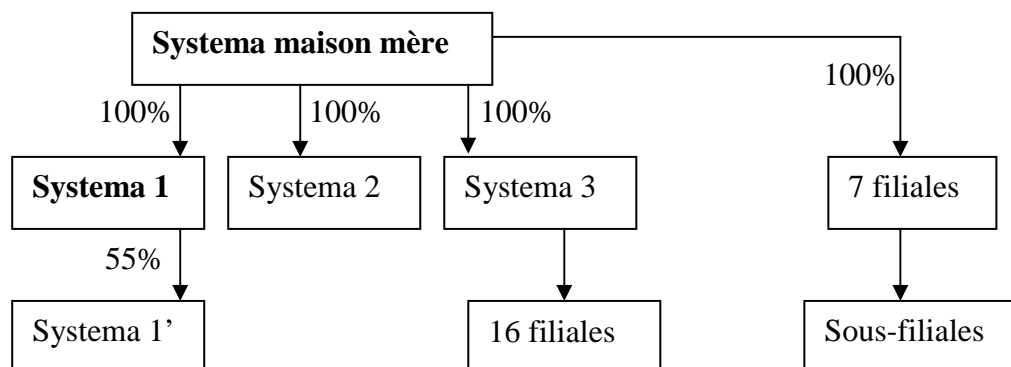 Systema maison mère
100%
100%
100%
100%
Systema 1
Systema 2
Systema 3
7 filiales
55%
Systema 1’
16 filiales
Sous-filiales